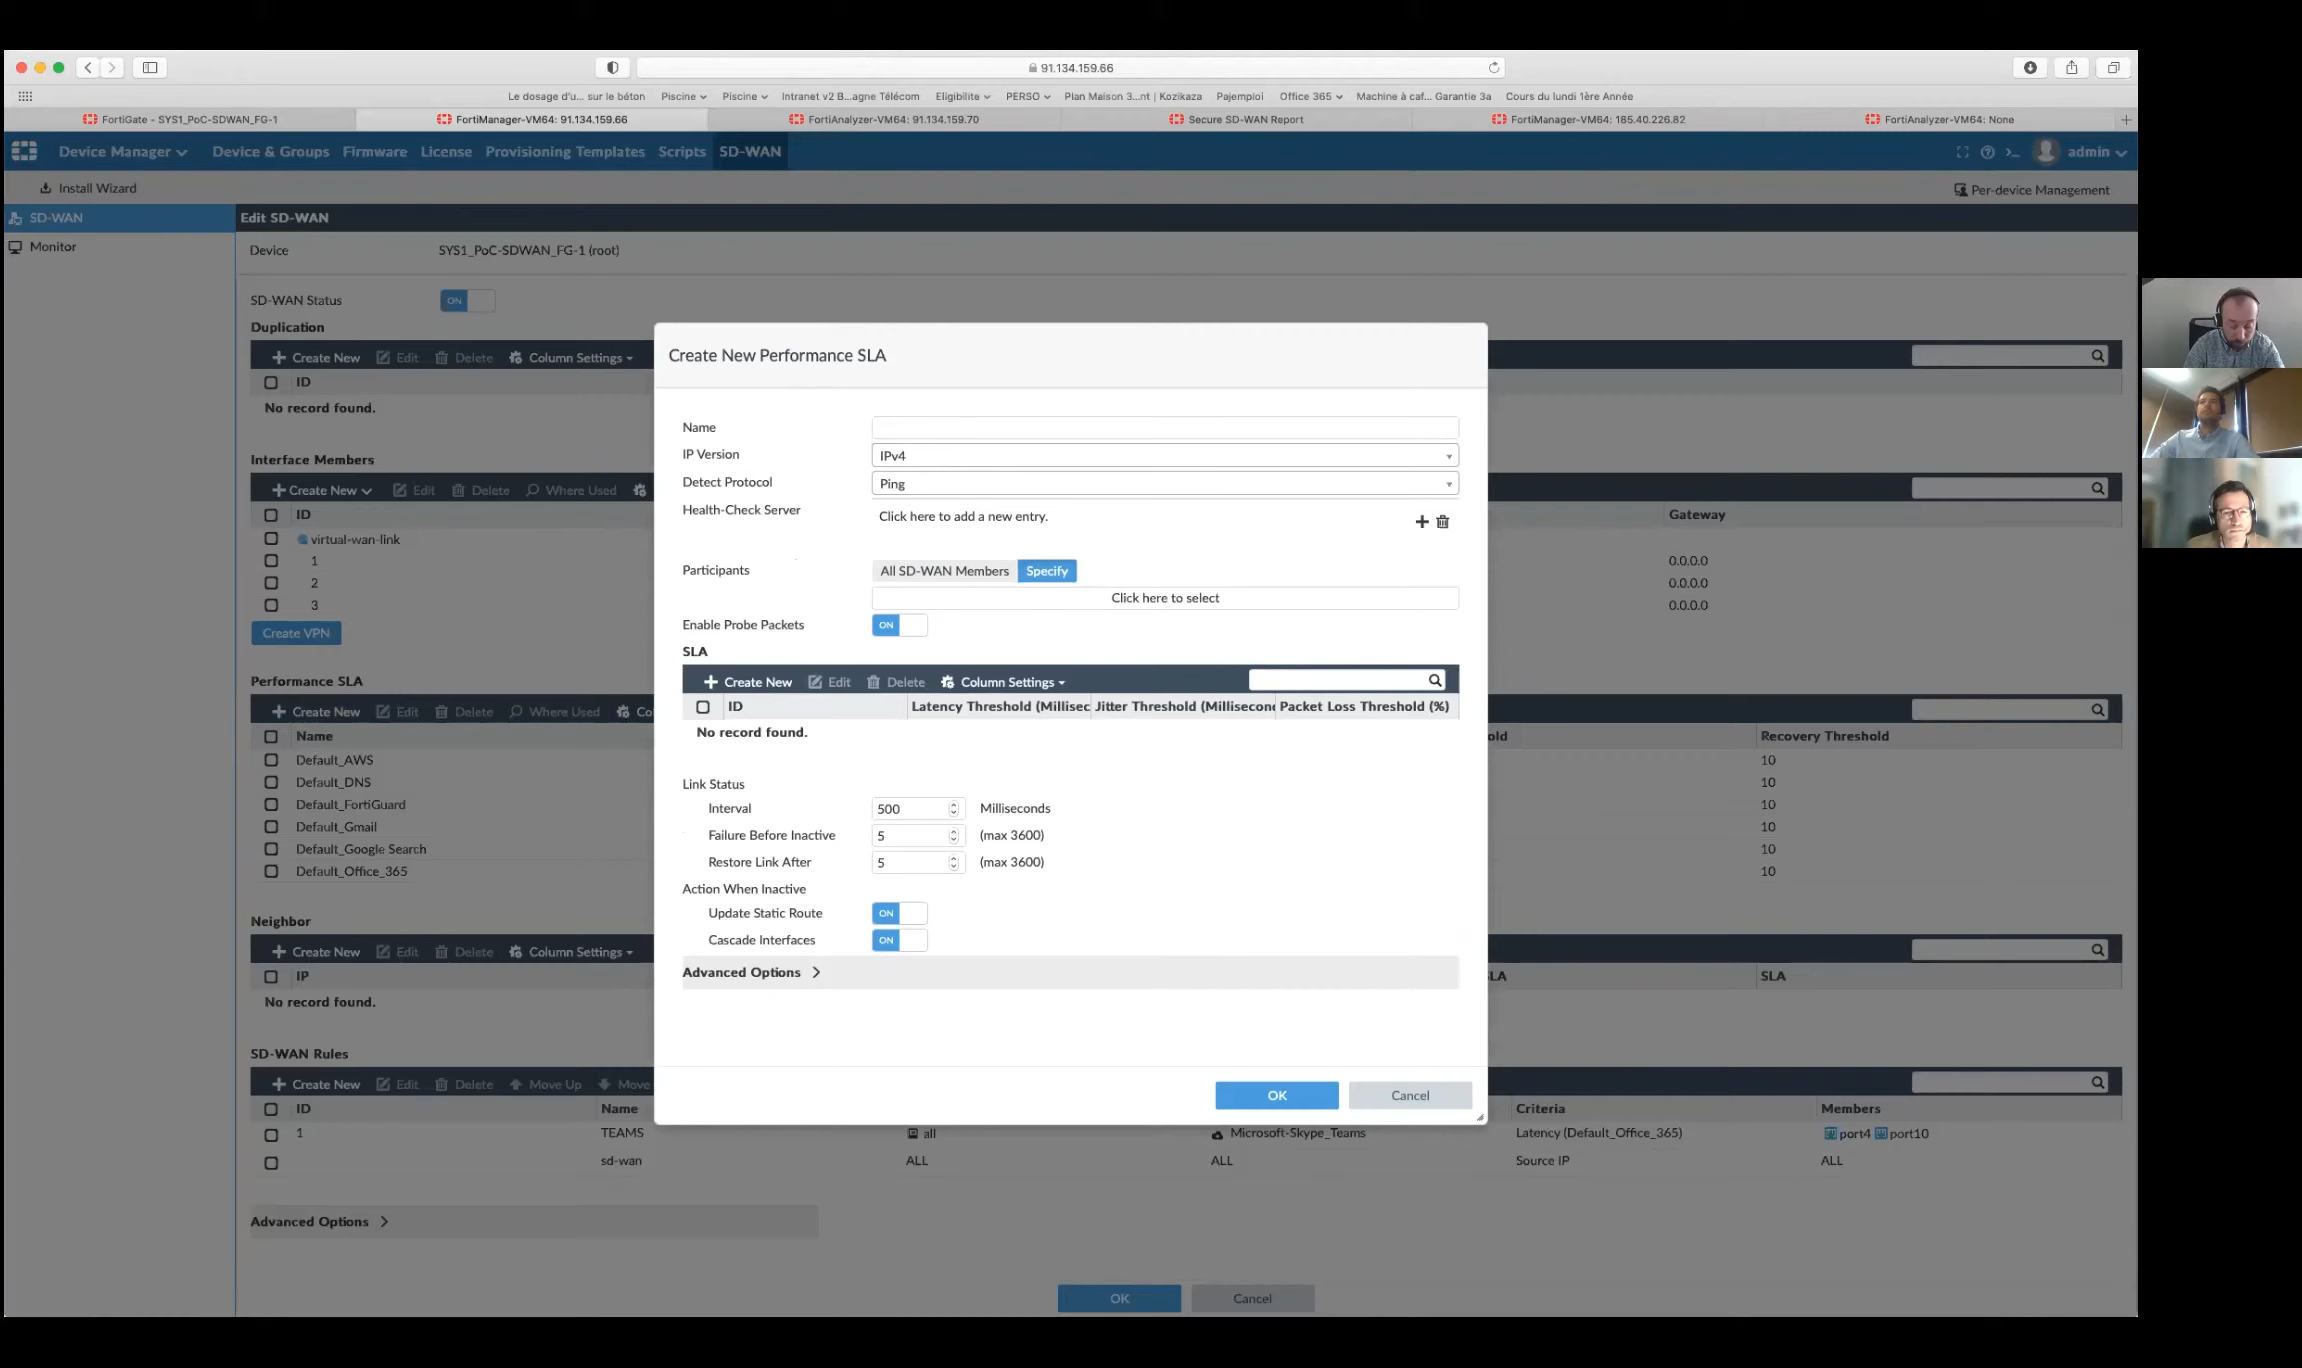 91.134.159.66
Le dosage d'u... sur le béton Piscine Piscine Intranet v2 B...agne Télécom Eligibilite PERSO Plan Maison 3...nt | Kozikaza Pajemploi Office 365 Machine à caf... Garantie 3a Cours du lundi 1ère Année
FortiGate - SYS1_PoC-SDWAN_FG-1 FortiManager-VM64: 91.134.159.66 FortiAnalyzer-VM64: 91.134.159.70 Secure SD-WAN Report FortiManager-VM64: 185.40.226.82 FortiAnalyzer-VM64: None
Device Manager Device & Groups Firmware License Provisioning Templates Scripts SD-WAN admin
Install Wizard Per-device Management
SD-WAN Edit SD-WAN
Monitor
Device SYS1_PoC-SDWAN_FG-1 (root)
SD-WAN Status ON
Duplication
Create New Edit Delete Column Settings
ID
No record found.
Interface Members
Create New Edit Delete Where Used
ID Gateway
virtual-wan-link
1 0.0.0.0
2 0.0.0.0
3 0.0.0.0
Create VPN
Performance SLA
Create New Edit Delete Where Used Co
Name old Recovery Threshold
Default_AWS 10
Default_DNS 10
Default_FortiGuard 10
Default_Gmail 10
Default_Google Search 10
Default_Office_365 10
Neighbor
Create New Edit Delete Column Settings
IP SLA SLA
No record found.
SD-WAN Rules
Create New Edit Delete Move Up Move
ID Name Criteria Members
1 TEAMS all Microsoft-Skype_Teams Latency (Default_Office_365) port4 port10
sd-wan ALL ALL Source IP ALL
Advanced Options
OK Cancel
Create New Performance SLA
Name
IP Version IPv4
Detect Protocol Ping
Health-Check Server Click here to add a new entry.
Participants All SD-WAN Members Specify
Click here to select
Enable Probe Packets ON
SLA
Create New Edit Delete Column Settings
ID Latency Threshold (Millisec Jitter Threshold (Millisecond Packet Loss Threshold (%)
No record found.
Link Status
Interval 500 Milliseconds
Failure Before Inactive 5 (max 3600)
Restore Link After 5 (max 3600)
Action When Inactive
Update Static Route ON
Cascade Interfaces ON
Advanced Options
OK Cancel